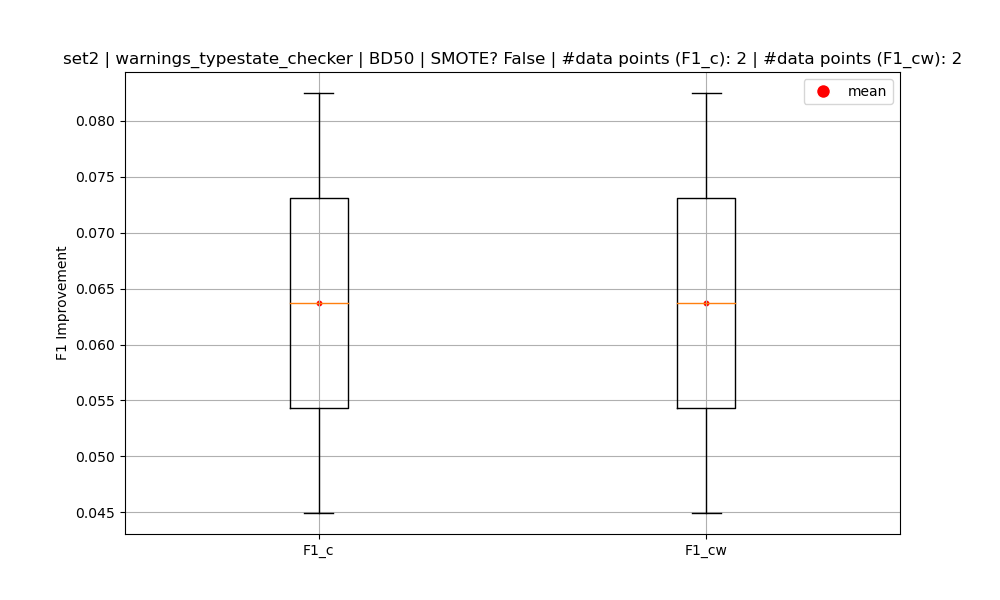 set2 | warnings_typestate_checker | BD50 | SMOTE? False | #data points (F1_c): 2 | #data points (F1_cw): 2
mean
0.080
0.075
0.070
0.065
0.060
0.055
0.050
0.045
F1 Improvement
F1_c
F1_cw